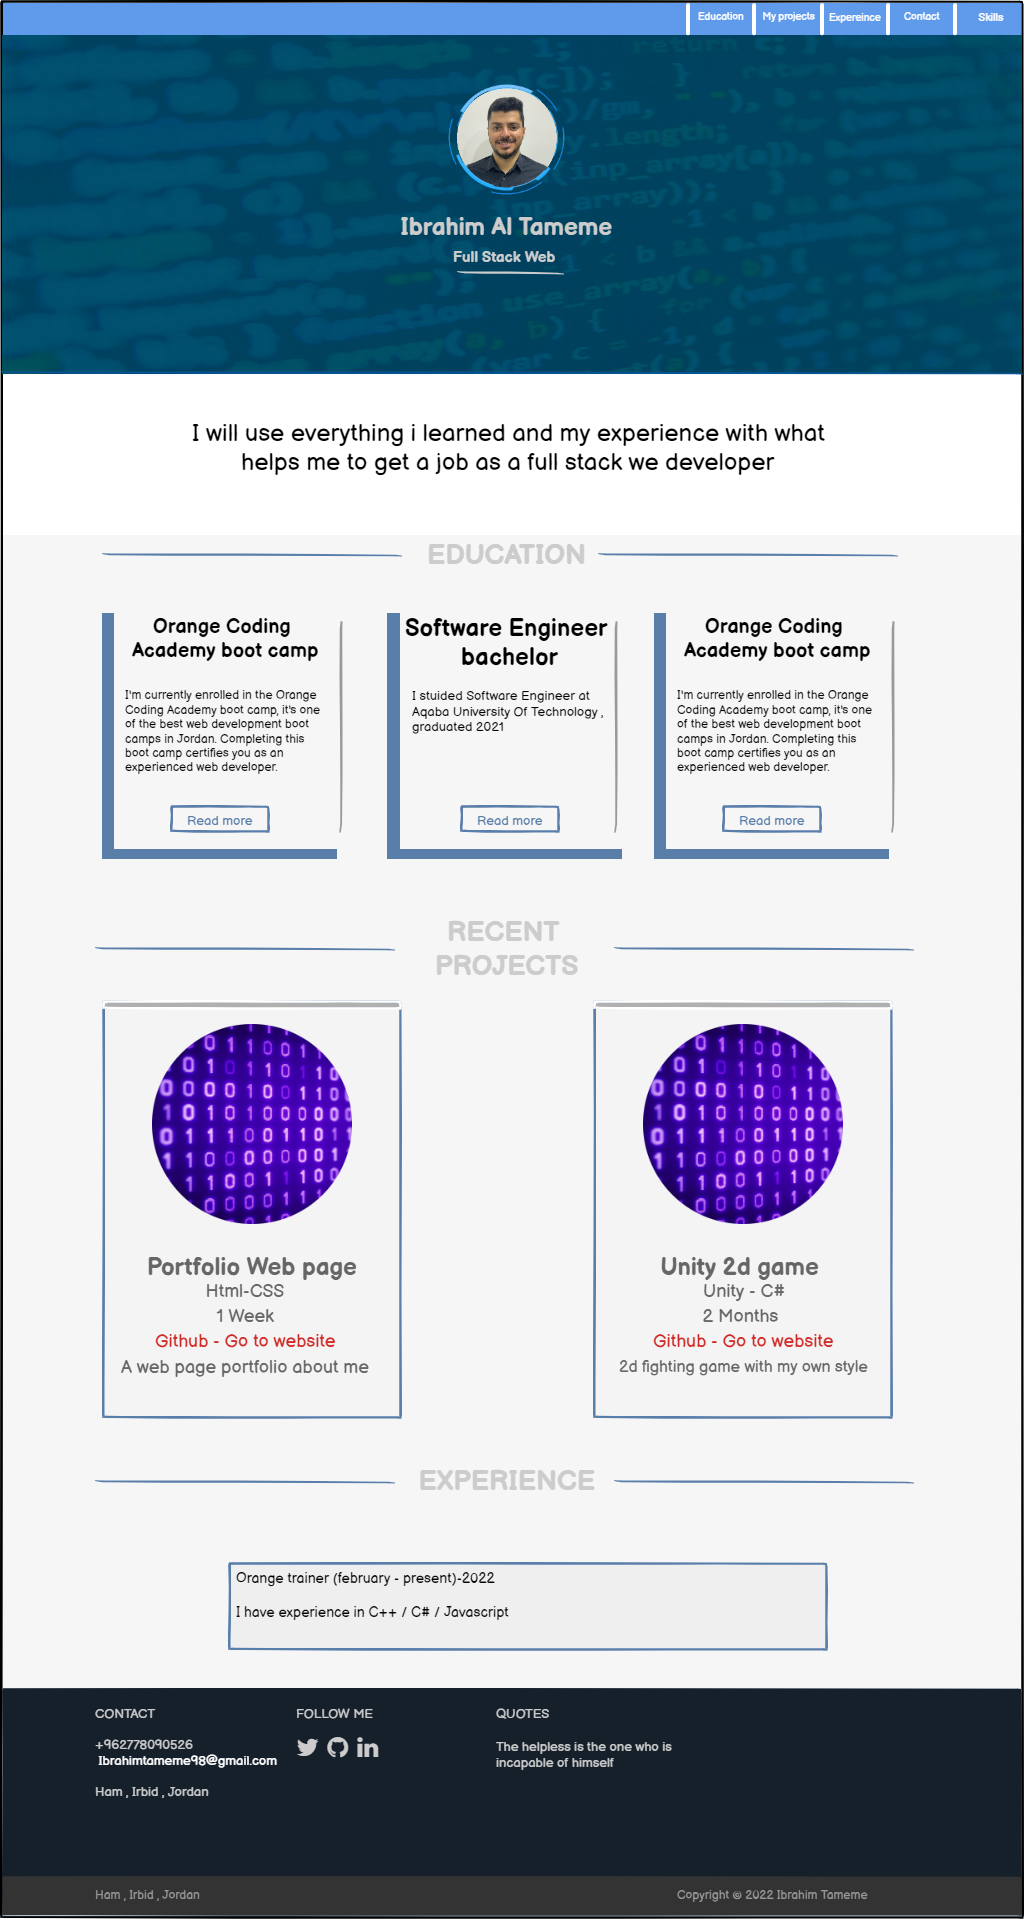 Education My projects Expereince Contact Skills
Ibrahim Al Tameme
Full Stack Web
I will use everything i learned and my experience with what
helps me to get a job as a full stack we developer
EDUCATION
Orange Coding
Academy boot camp
I'm currently enrolled in the Orange
Coding Academy boot camp, it's one
of the best web development boot
camps in Jordan. Completing this
boot camp certifies you as an
experienced web developer.
Read more
Software Engineer
bachelor
I stuided Software Engineer at
Aqaba University Of Technology ,
graduated 2021
Read more
Orange Coding
Academy boot camp
I'm currently enrolled in the Orange
Coding Academy boot camp, it's one
of the best web development boot
camps in Jordan. Completing this
boot camp certifies you as an
experienced web developer.
Read more
RECENT
PROJECTS
Portfolio Web page
Html-CSS
1 Week
Github - Go to website
A web page portfolio about me
Unity 2d game
Unity - C#
2 Months
Github - Go to website
2d fighting game with my own style
EXPERIENCE
Orange trainer (february - present)-2022
I have experience in C++ / C# / Javascript
CONTACT
+962778090526
Ibrahimtameme98@gmail.com
Ham , Irbid , Jordan
FOLLOW ME
QUOTES
The helpless is the one who is
incapable of himself
Ham , Irbid , Jordan
Copyright © 2022 Ibrahim Tameme